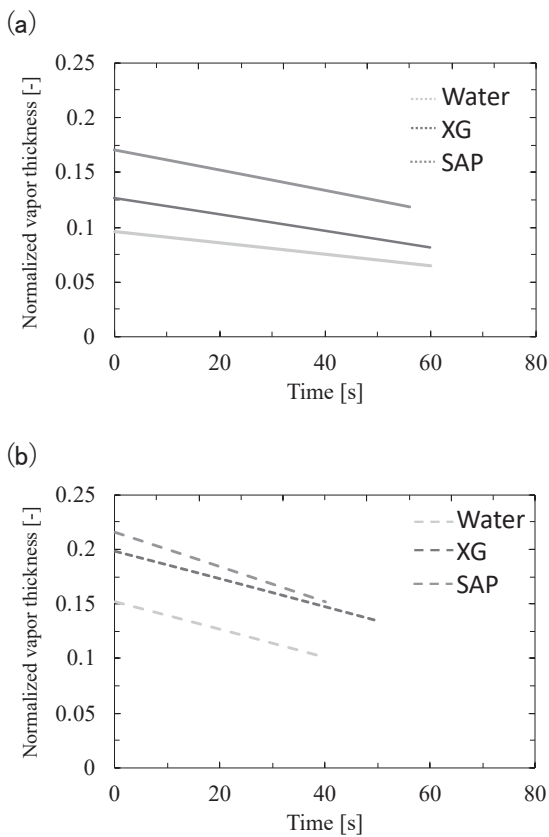 (a)
0.25
0.2
0.15
0.1
0.05
0
Normalized vapor thickness [-]
Water
XG
SAP
0 20 40 60 80
Time [s]
(b)
0.25
0.2
0.15
0.1
0.05
0
Normalized vapor thickness [-]
Water
XG
SAP
0 20 40 60 80
Time [s]